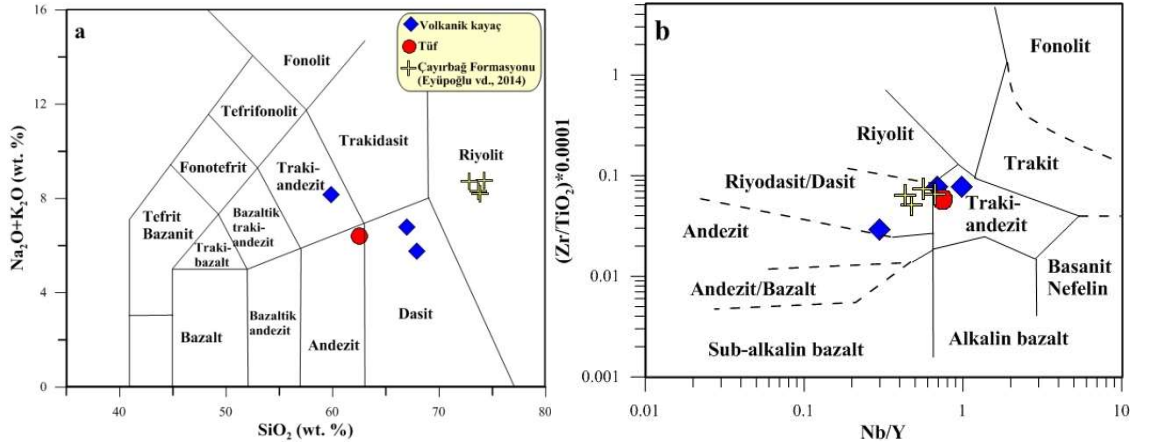 a
Volkanik kayaç
Tüf
Çayırbağ Formasyonu
(Eyüpoğlu vd., 2014)
Fonolit
Tefrifonolit
Trakidasit
Riyolit
Fonotefrit
Traki-
andezit
Tefrit
Bazanit
Bazaltik
traki-
andezit
Traki-
bazalt
Bazalt
Bazaltik
andezit
Andezit
Dasit
16
12
8
4
0
40
50
60
70
80
Na2O+K2O (wt. %)
SiO2 (wt. %)
b
Fonolit
Riyolit
Trakit
Riyodasit/Dasit
Traki-
andezit
Andezit
Basanit
Nefelin
Andezit/Bazalt
Alkalin bazalt
Sub-alkalin bazalt
1
0.1
0.01
0.001
0.01
0.1
1
10
(Zr/TiO2)*0.0001
Nb/Y